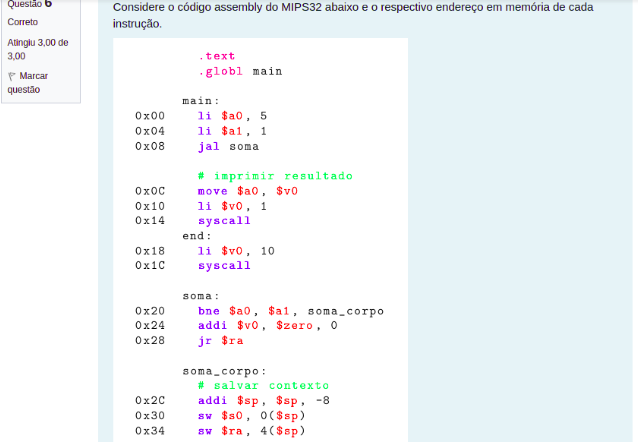 Questão 6
Correto
Atingiu 3,00 de
3,00
Marcar
questão
Considere o código assembly do MIPS32 abaixo e o respectivo endereço em memória de cada
instrução.
.text
.globl main
main:
0x00 li $a0, 5
0x04 li $a1, 1
0x08 jal soma
# imprimir resultado
0x0C move $a0, $v0
0x10 li $v0, 1
0x14 syscall
end:
0x18 li $v0, 10
0x1C syscall
soma:
0x20 bne $a0, $a1, soma_corpo
0x24 addi $v0, $zero, 0
0x28 jr $ra
soma_corpo:
# salvar contexto
0x2C addi $sp, $sp, -8
0x30 sw $s0, 0($sp)
0x34 sw $ra, 4($sp)